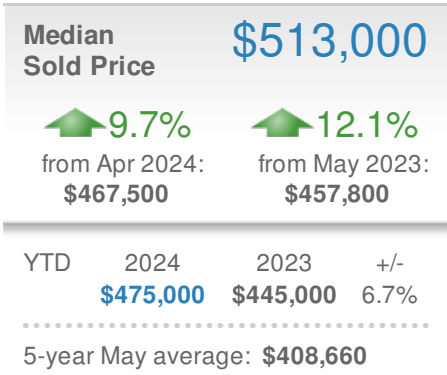 Median $513,000
Sold Price
9.7% 12.1%
from Apr 2024: from May 2023:
$467,500 $457,800
YTD 2024 2023 +/-
$475,000 $445,000 6.7%
5-year May average: $408,660